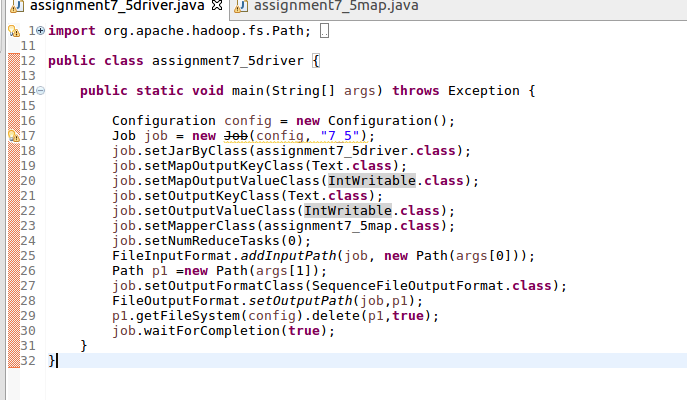 assignment7_5driver.java assignment7_5map.java
1 import org.apache.hadoop.fs.Path;
11
12 public class assignment7_5driver {
13
14 public static void main(String[] args) throws Exception {
15
16 Configuration config = new Configuration();
17 Job job = new Job(config, "7_5");
18 job.setJarByClass(assignment7_5driver.class);
19 job.setMapOutputKeyClass(Text.class);
20 job.setMapOutputValueClass(IntWritable.class);
21 job.setOutputKeyClass(Text.class);
22 job.setOutputValueClass(IntWritable.class);
23 job.setMapperClass(assignment7_5map.class);
24 job.setNumReduceTasks(0);
25 FileInputFormat.addInputPath(job, new Path(args[0]));
26 Path p1 =new Path(args[1]);
27 job.setOutputFormatClass(SequenceFileOutputFormat.class);
28 FileOutputFormat.setOutputPath(job,p1);
29 p1.getFileSystem(config).delete(p1,true);
30 job.waitForCompletion(true);
31 }
32 }